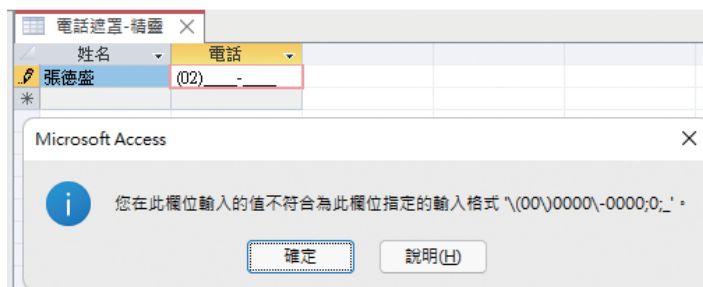 電話遮罩-精靈
姓名 電話
張德盛 (02)____-____
Microsoft Access
您在此欄位輸入的值不符合為此欄位指定的輸入格式 '\(00\)0000\-0000;0;_'。
確定 說明(H)